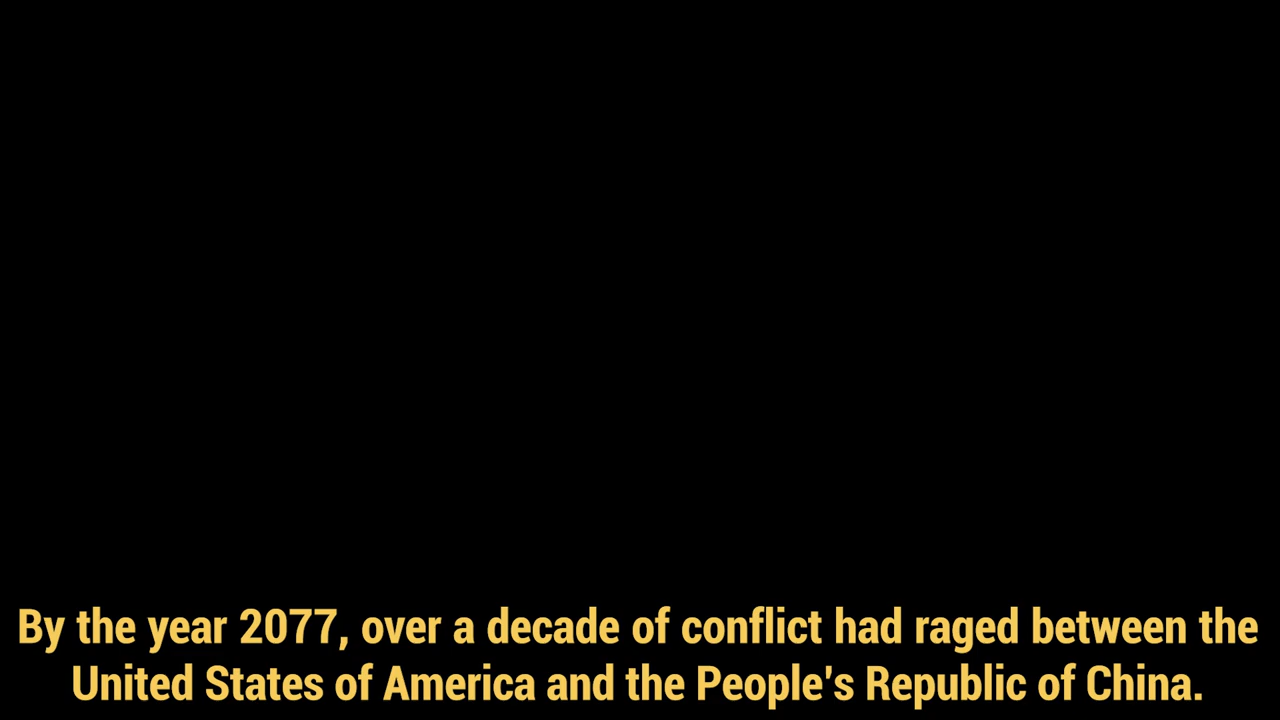 By the year 2077, over a decade of conflict had raged between the
United States of America and the People's Republic of China.